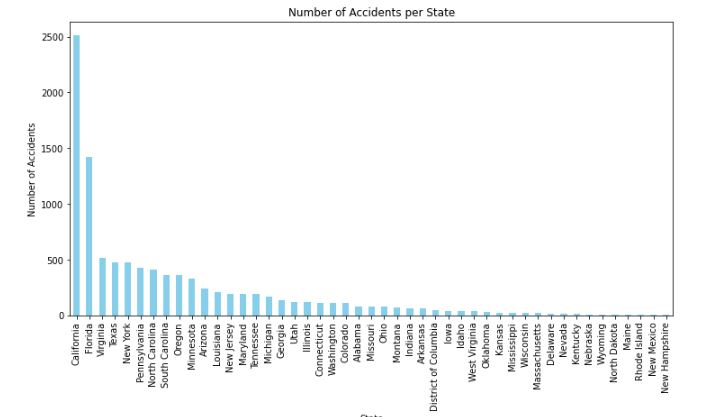 Number of Accidents per State
Number of Accidents
2500
2000
1500
1000
500
0
California
Florida
Virginia
Texas
New York
Pennsylvania
North Carolina
South Carolina
Oregon
Minnesota
Arizona
Louisiana
New Jersey
Maryland
Tennessee
Michigan
Georgia
Utah
Illinois
Connecticut
Washington
Colorado
Alabama
Missouri
Ohio
Montana
Indiana
Arkansas
District of Columbia
Iowa
Idaho
West Virginia
Oklahoma
Kansas
Mississippi
Wisconsin
Massachusetts
Delaware
Nevada
Kentucky
Nebraska
Wyoming
North Dakota
Maine
Rhode Island
New Mexico
New Hampshire